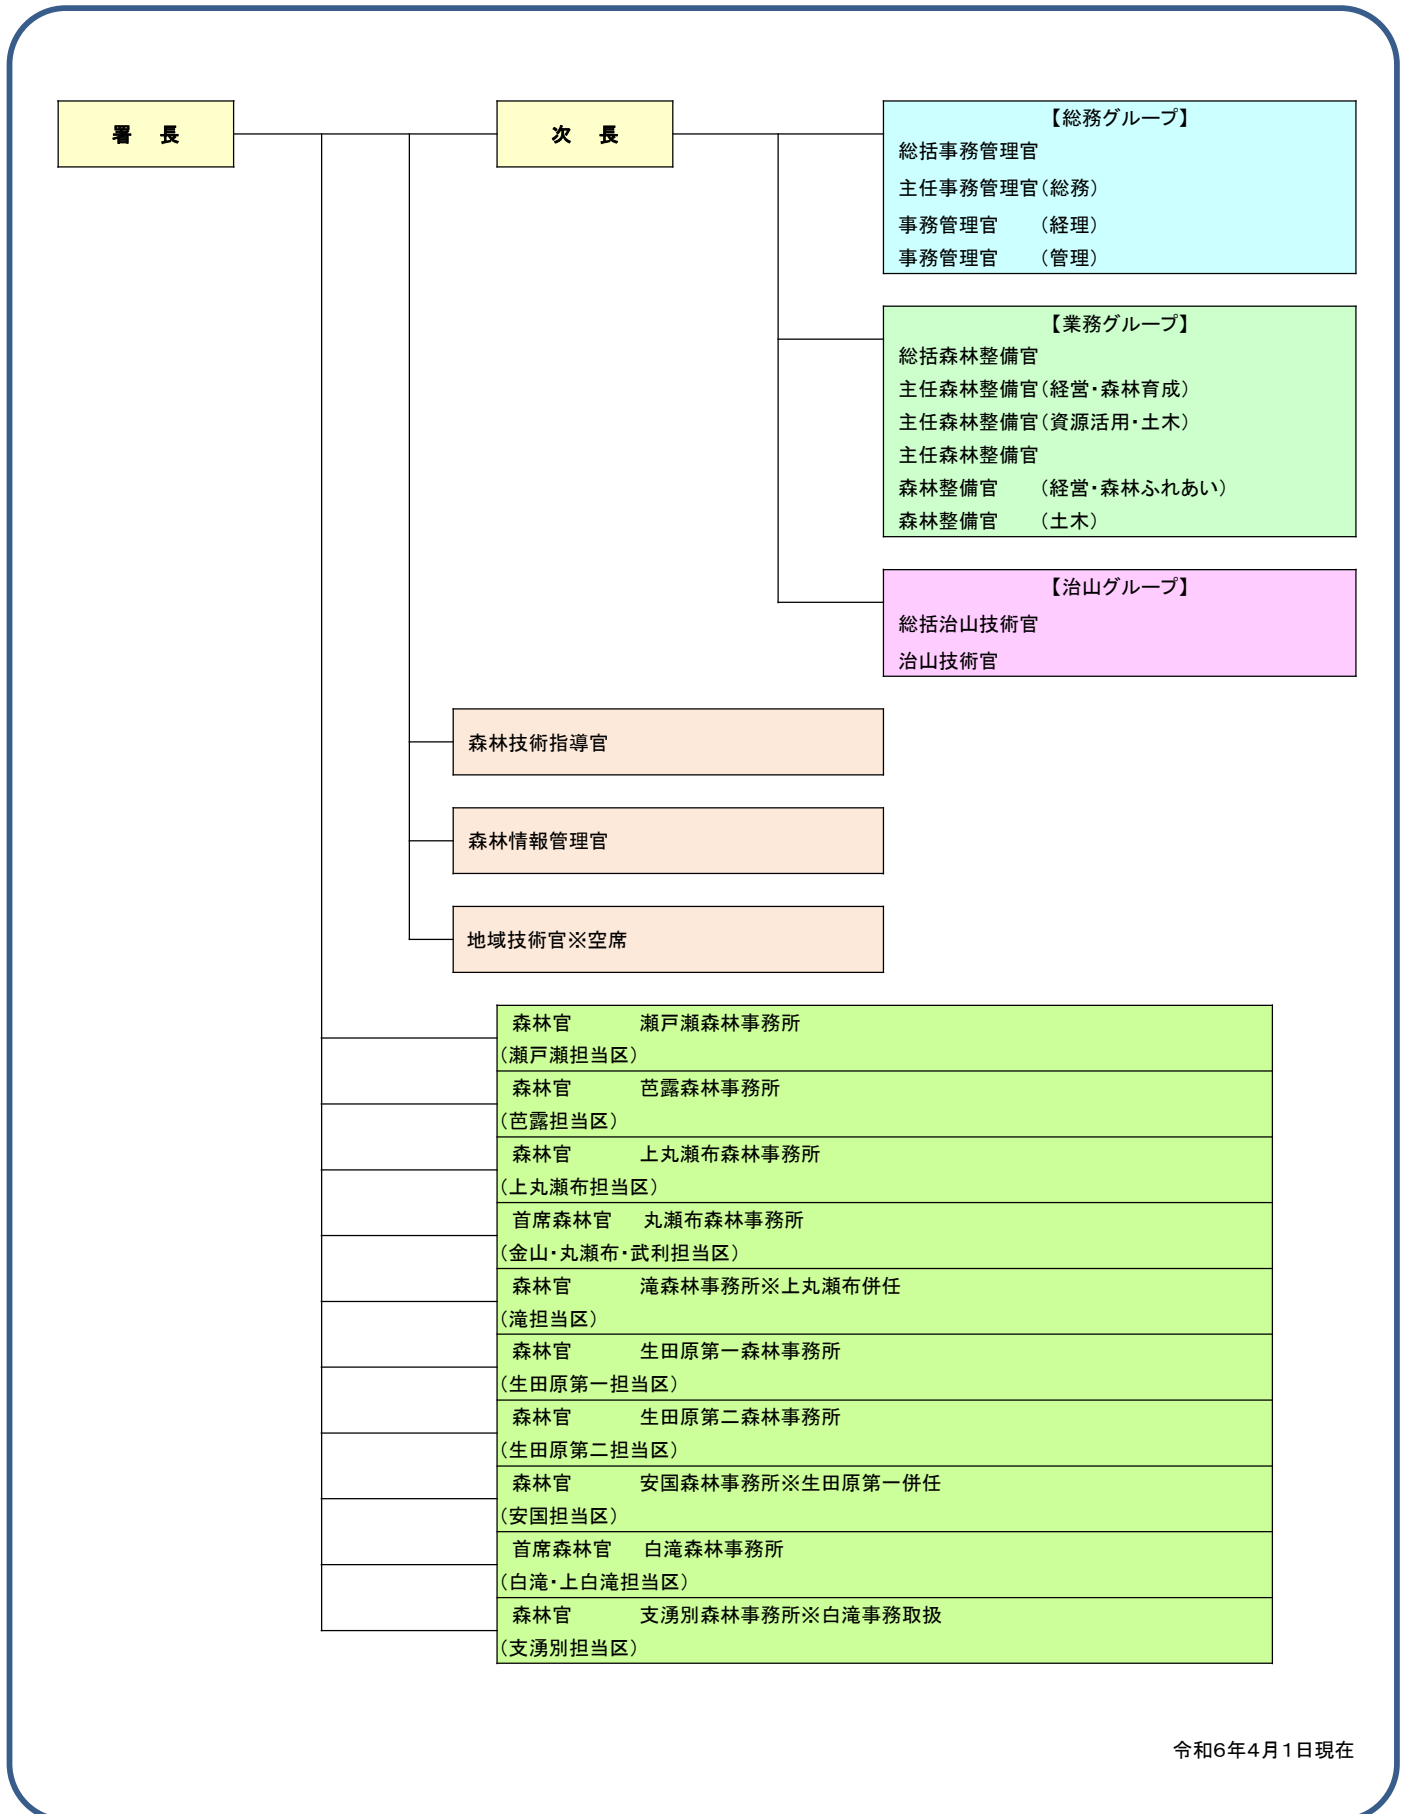 署　長
次　長
【総務グループ】
総括事務管理官
主任事務管理官（総務）
事務管理官　　（経理）
事務管理官　　（管理）
【業務グループ】
総括森林整備官
主任森林整備官（経営・森林育成）
主任森林整備官（資源活用・土木）
主任森林整備官
森林整備官　　（経営・森林ふれあい）
森林整備官　　（土木）
【治山グループ】
総括治山技術官
治山技術官
森林技術指導官
森林情報管理官
地域技術官※空席
森林官　　　瀬戸瀬森林事務所
（瀬戸瀬担当区）
森林官　　　芭露森林事務所
（芭露担当区）
森林官　　　上丸瀬布森林事務所
（上丸瀬布担当区）
首席森林官　丸瀬布森林事務所
（金山・丸瀬布・武利担当区）
森林官　　　滝森林事務所※上丸瀬布併任
（滝担当区）
森林官　　　生田原第一森林事務所
（生田原第一担当区）
森林官　　　生田原第二森林事務所
（生田原第二担当区）
森林官　　　安国森林事務所※生田原第一併任
（安国担当区）
首席森林官　白滝森林事務所
（白滝・上白滝担当区）
森林官　　　支湧別森林事務所※白滝事務取扱
（支湧別担当区）
令和６年４月１日現在